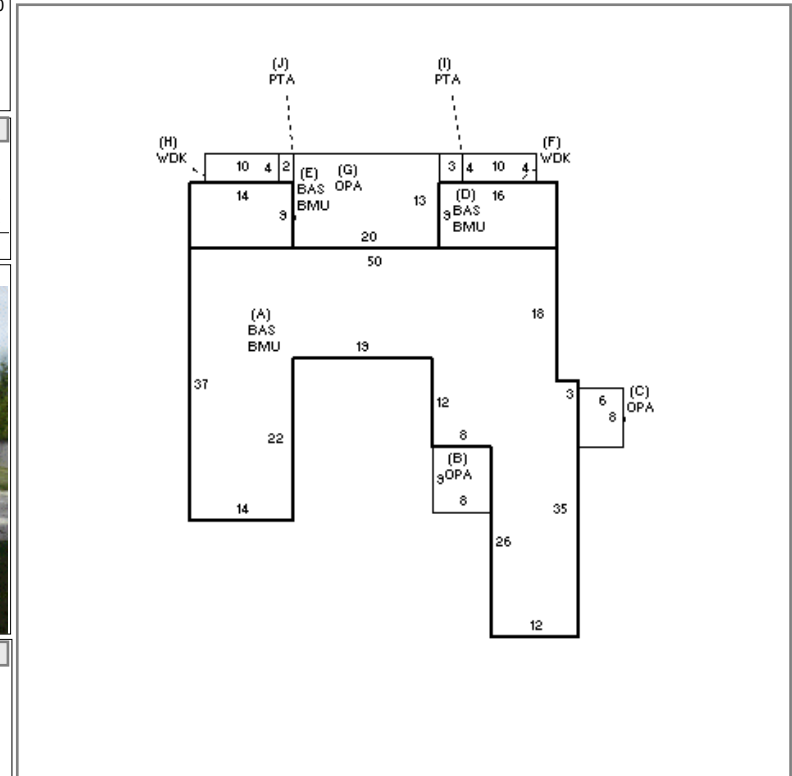 (J)
PTA
(I)
PTA
(H)
WDK
(F)
WDK
10 4 2
3 4 10 4
(E)
BAS
BMU
(G)
OPA
14
9
13
9
(D)
BAS
BMU
16
20
50
18
(A)
BAS
BMU
19
37
22
12
3
6
8
(C)
OPA
8
(B)
OPA
9
8
14
35
26
12